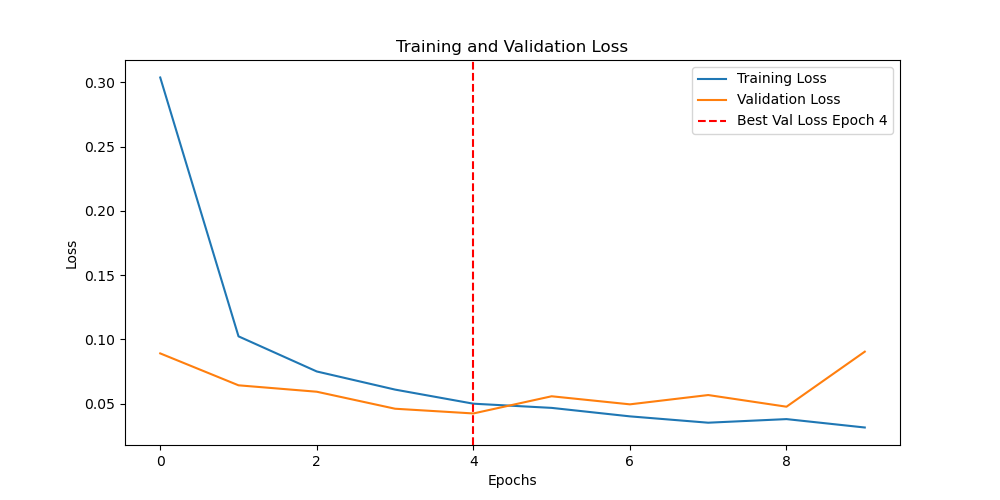 Training and Validation Loss
Training Loss
Validation Loss
Best Val Loss Epoch 4
Loss
0.30
0.25
0.20
0.15
0.10
0.05
0
2
4
6
8
Epochs